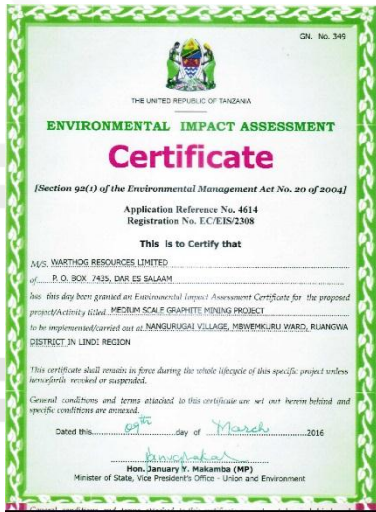 GN. No. 349
THE UNITED REPUBLIC OF TANZANIA
ENVIRONMENTAL IMPACT ASSESSMENT
Certificate
[Section 92(1) of the Environmental Management Act No. 20 of 2004]
Application Reference No. 4614
Registration No. EC/EIS/2308
This is to Certify that
M/S. WARTHOG RESOURCES LIMITED
of P. O. BOX 7435, DAR ES SALAAM
has this day been granted an Environmental Impact Assessment Certificate for the proposed
project/Activity titled MEDIUM SCALE GRAPHITE MINING PROJECT
to be implemented/carried out at NANGURUGAI VILLAGE, MBWEMKURU WARD, RUANGWA
DISTRICT IN LINDI REGION
This certificate shall remain in force during the whole lifecycle of this specific project unless
henceforth revoked or suspended.
General conditions and terms attached to this certificate are set out herein behind and
specific conditions are annexed.
Dated this 09th day of March 2016
Hon. January Y. Makamba (MP)
Minister of State, Vice President's Office - Union and Environment